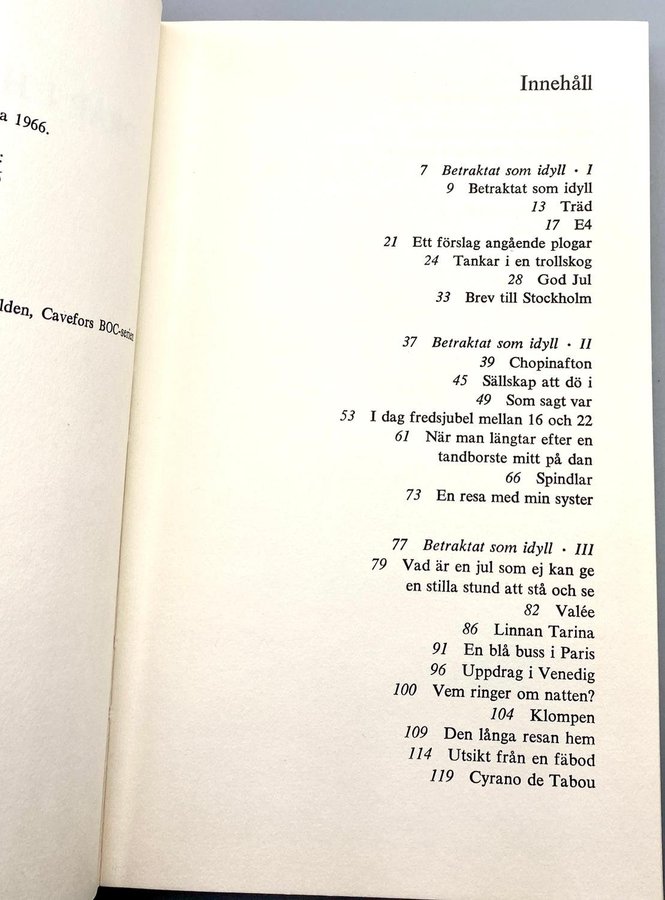 a 1966.
lden, Cavefors BOC-serien
Innehåll
7 Betraktat som idyll · I
9 Betraktat som idyll
13 Träd
17 E4
21 Ett förslag angående plogar
24 Tankar i en trollskog
28 God Jul
33 Brev till Stockholm
37 Betraktat som idyll · II
39 Chopinafton
45 Sällskap att dö i
49 Som sagt var
53 I dag fredsjubel mellan 16 och 22
61 När man längtar efter en
tandborste mitt på dan
66 Spindlar
73 En resa med min syster
77 Betraktat som idyll · III
79 Vad är en jul som ej kan ge
en stilla stund att stå och se
82 Valée
86 Linnan Tarina
91 En blå buss i Paris
96 Uppdrag i Venedig
100 Vem ringer om natten?
104 Klompen
109 Den långa resan hem
114 Utsikt från en fäbod
119 Cyrano de Tabou